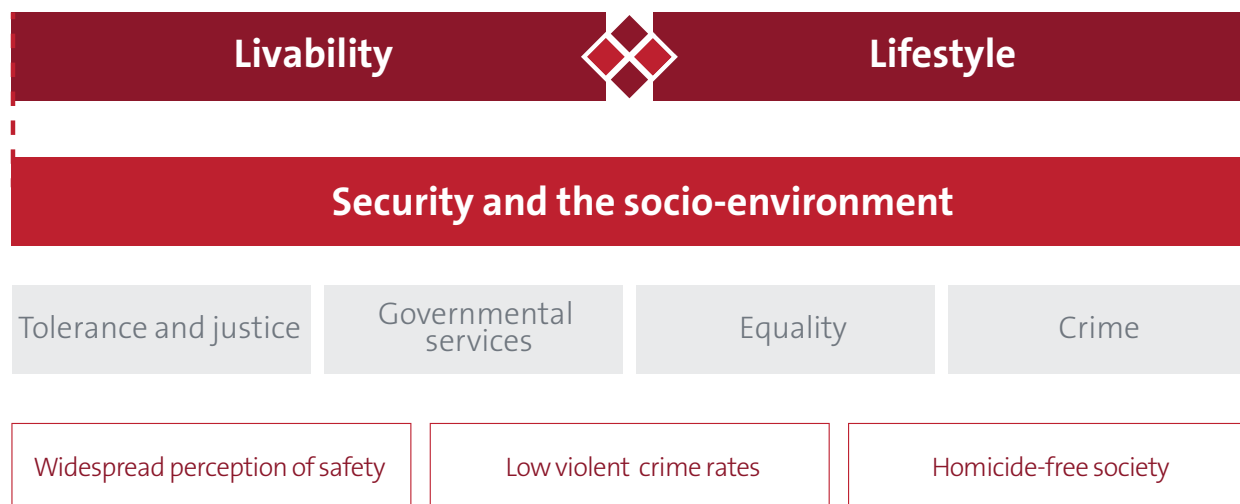 Livability
Lifestyle
Security and the socio-environment
Tolerance and justice
Governmental
services
Equality
Crime
Widespread perception of safety
Low violent crime rates
Homicide-free society